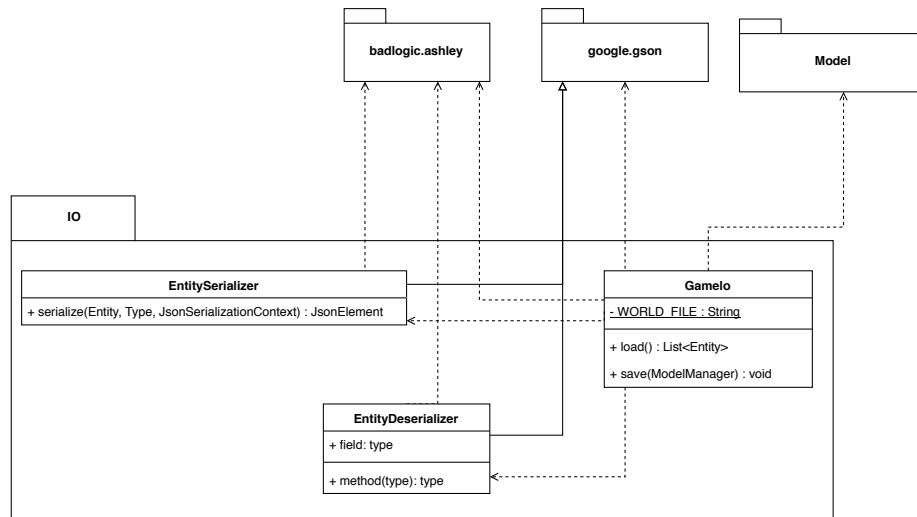 badlogic.ashley
google.gson
Model
IO
EntitySerializer
+ serialize(Entity, Type, JsonSerializationContext) : JsonElement
GameIo
- WORLD_FILE : String
+ load() : List<Entity>
+ save(ModelManager) : void
EntityDeserializer
+ field: type
+ method(type): type